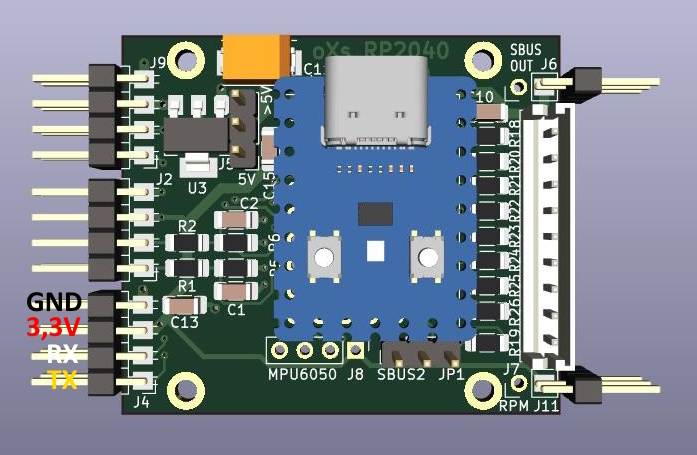 oXs RP2040
SBUS
OUT
J6
J9
C1
10
>5V
R18
R20
R21
R22
R23
R24
R25
R26
R19
J5
J2
U3
5V
C15
C2
R2
R6
R1
C1
C13
GND
3,3V
RX
TX
MPU6050
J8
SBUS2
JP1
J7
J4
RPM
J11